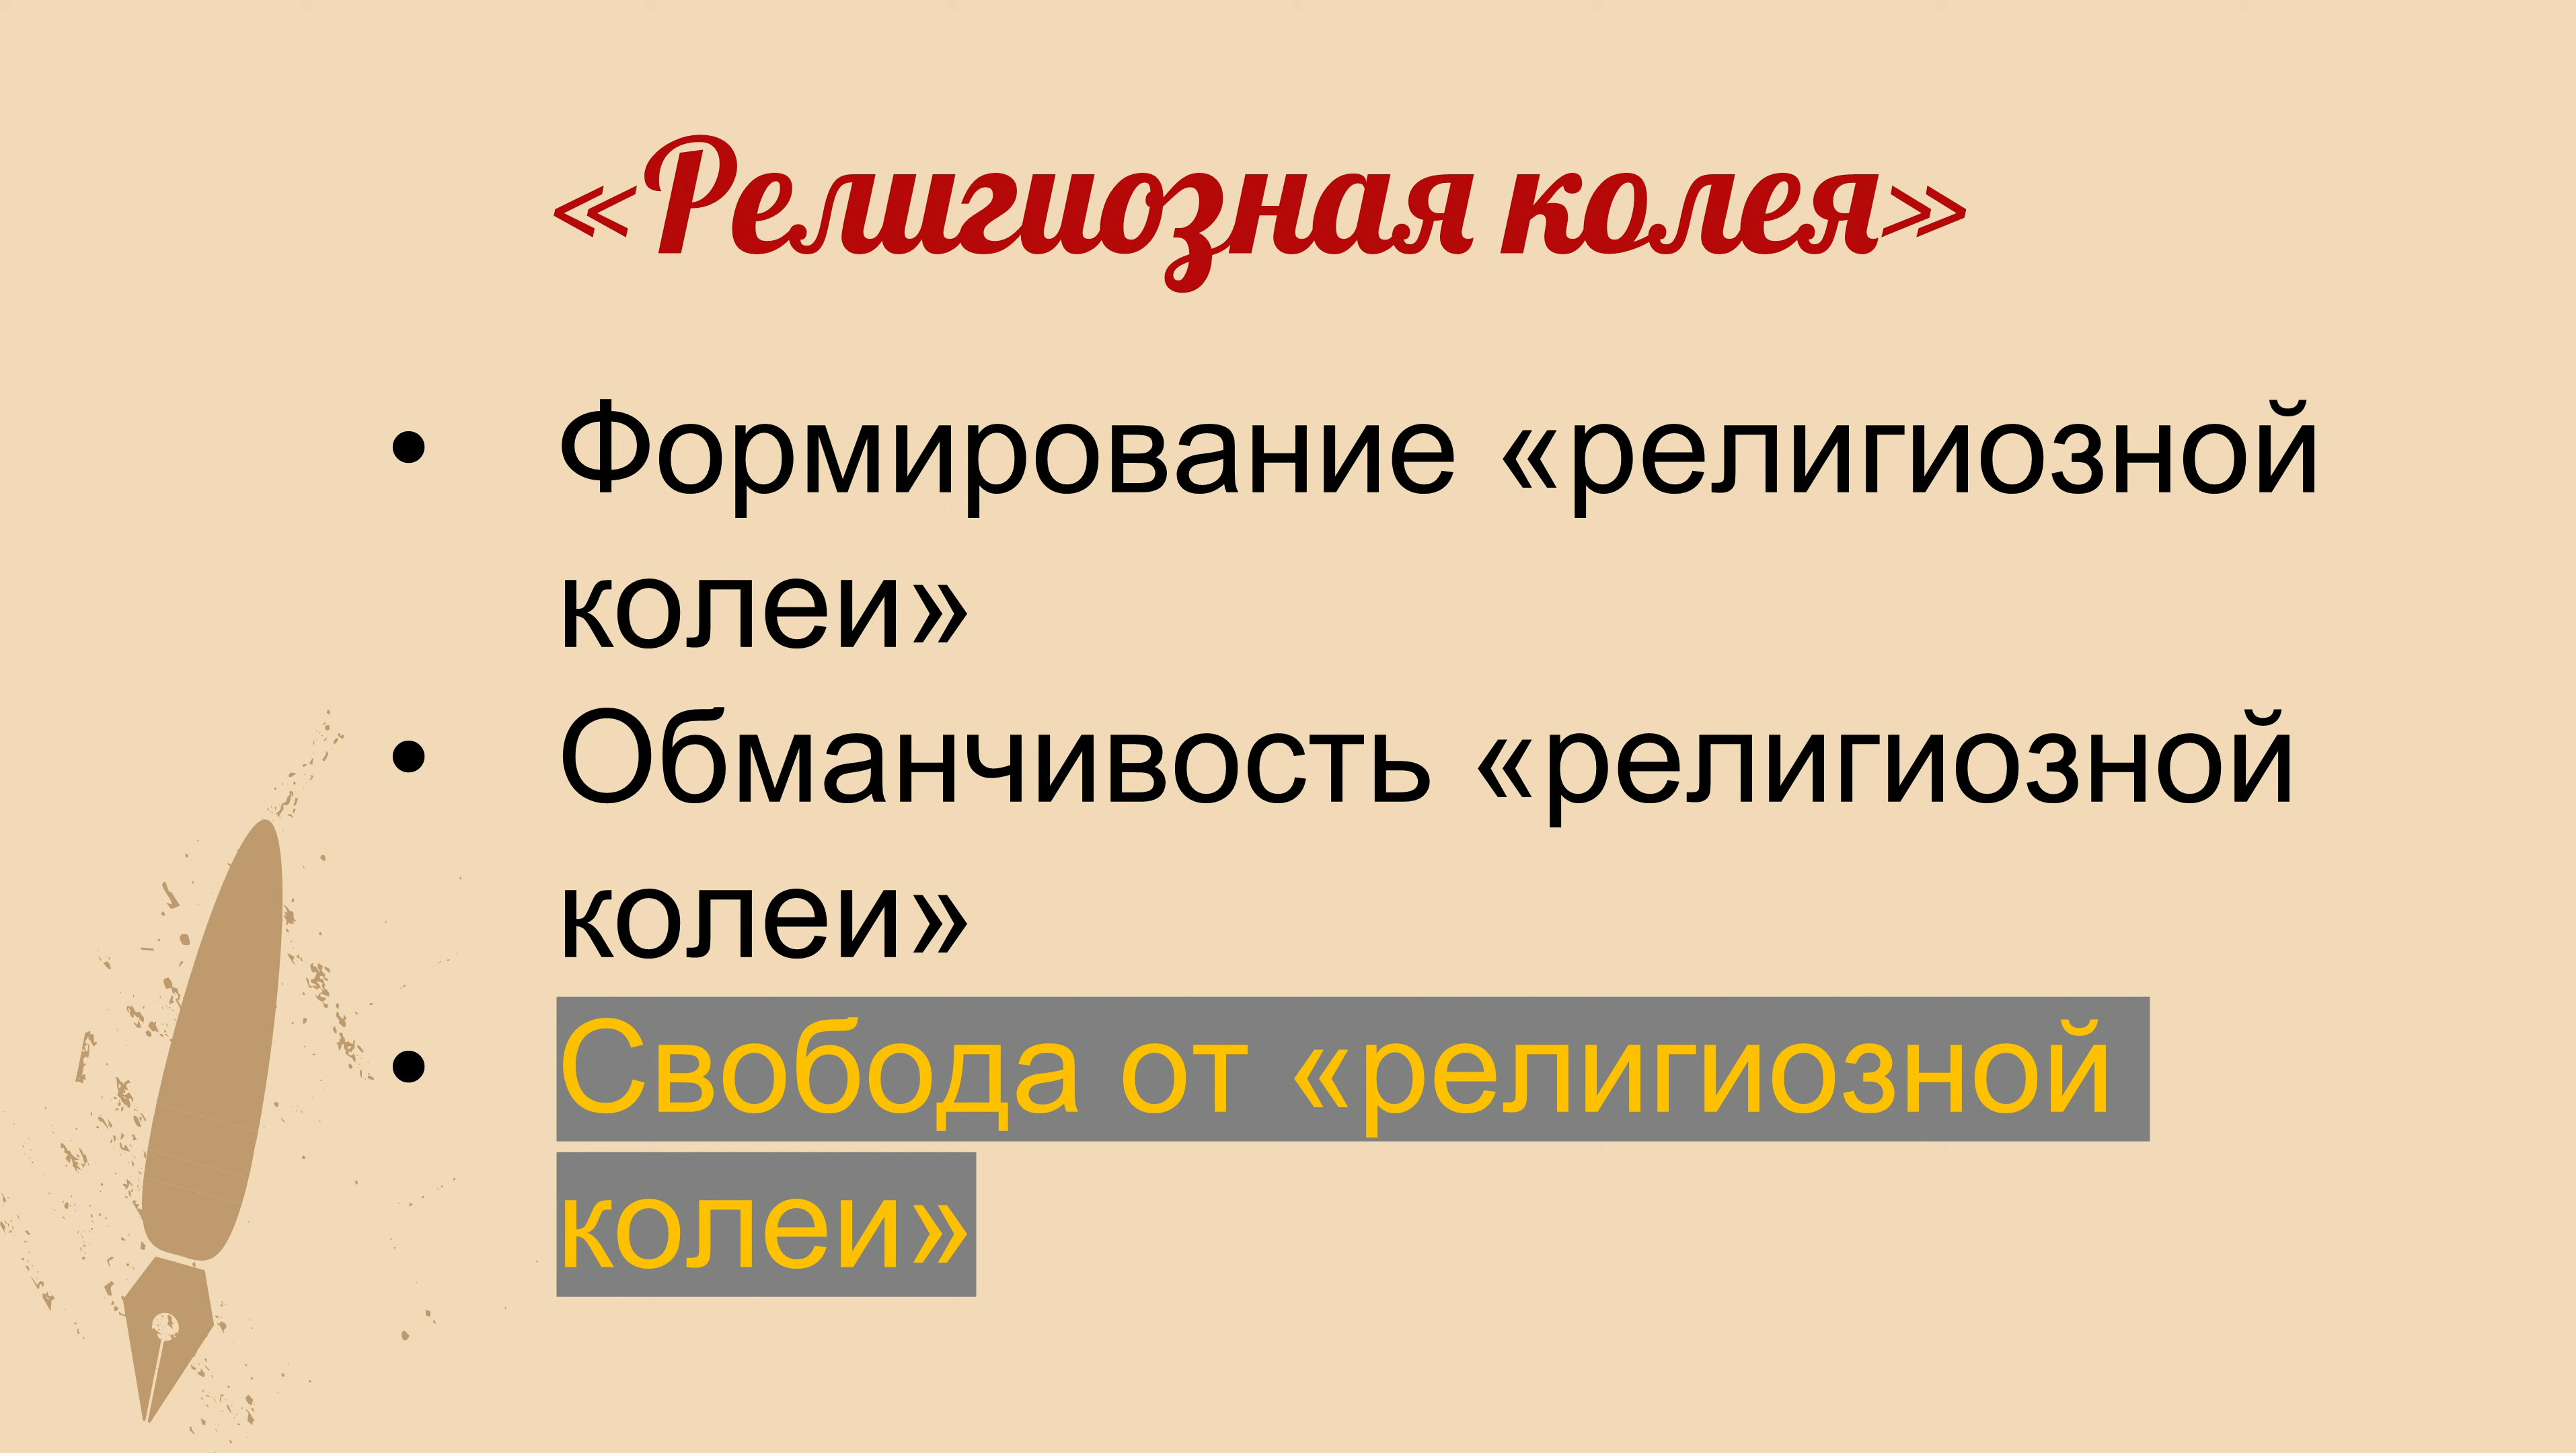 «Религиозная колея»
• Формирование «религиозной
колеи»
• Обманчивость «религиозной
колеи»
• Свобода от «религиозной
колеи»